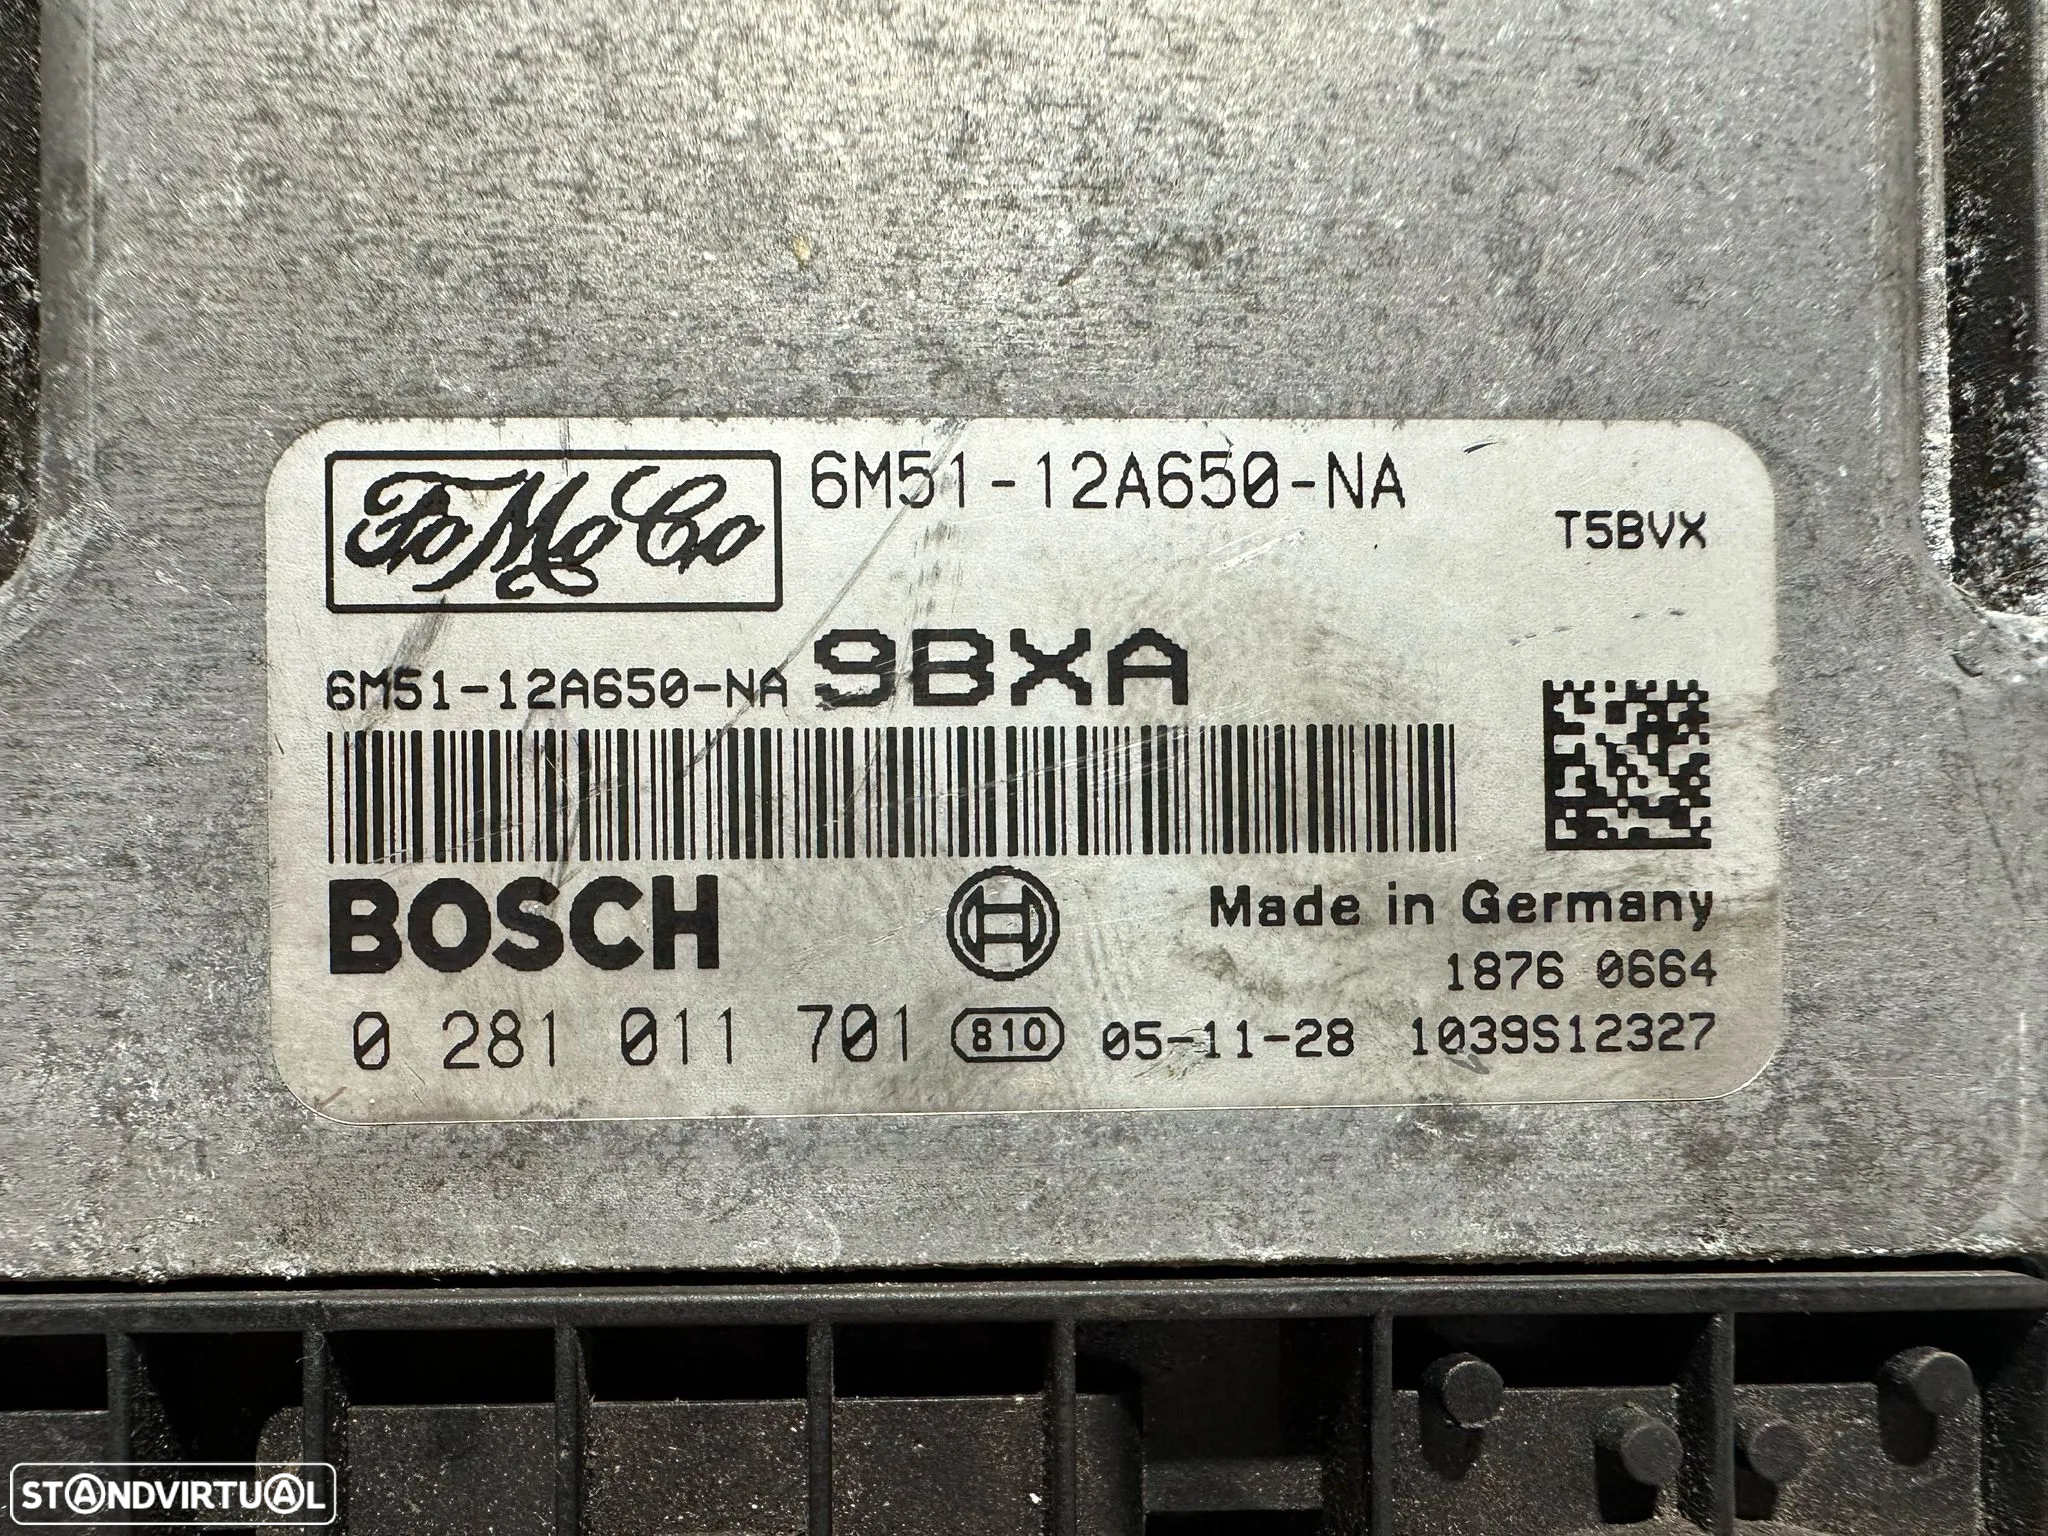 FoMoCo
6M51-12A650-NA
T5BVX
6M51-12A650-NA 9BXA
BOSCH
Made in Germany
1876 0664
0 281 011 701 810 05-11-28 1039S12327
STANDVIRTUAL